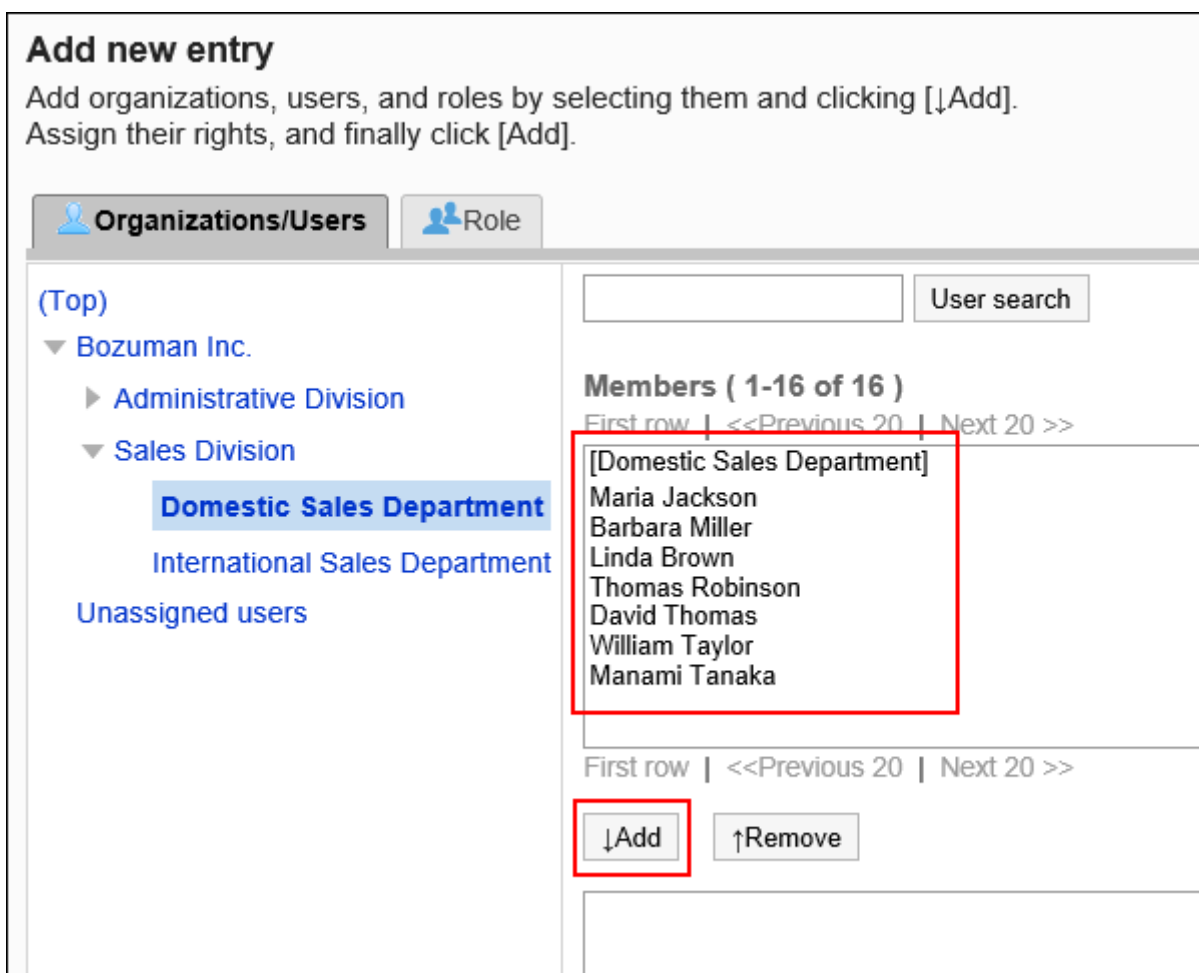 Add new entry
Add organizations, users, and roles by selecting them and clicking [↓Add].
Assign their rights, and finally click [Add].
Organizations/Users
Role
(Top)
Bozuman Inc.
Administrative Division
Sales Division
Domestic Sales Department
International Sales Department
Unassigned users
User search
Members ( 1-16 of 16 )
First row | <<Previous 20 | Next 20 >>
[Domestic Sales Department]
Maria Jackson
Barbara Miller
Linda Brown
Thomas Robinson
David Thomas
William Taylor
Manami Tanaka
First row | <<Previous 20 | Next 20 >>
↓Add
↑Remove